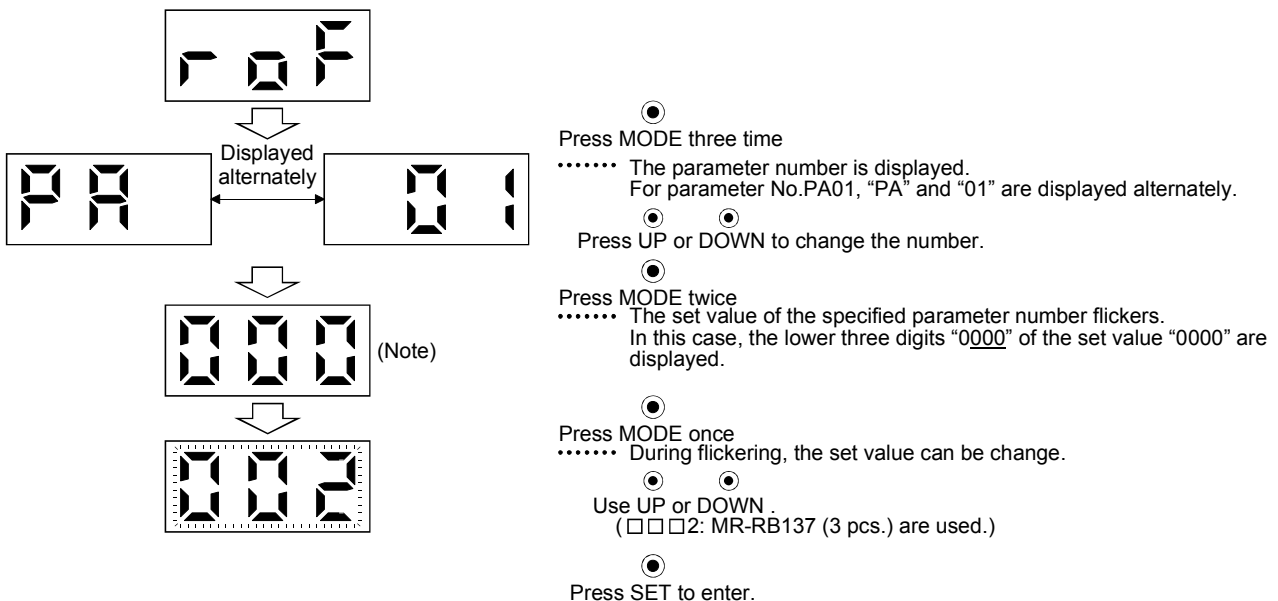 roF
Press MODE three time
Displayed
alternately
PA
01
······· The parameter number is displayed.
For parameter No.PA01, “PA” and “01” are displayed alternately.
Press UP or DOWN to change the number.
Press MODE twice
······· The set value of the specified parameter number flickers.
000
(Note)
In this case, the lower three digits “0000” of the set value “0000” are
displayed.
Press MODE once
······· During flickering, the set value can be change.
002
Use UP or DOWN .
(□□□2: MR-RB137 (3 pcs.) are used.)
Press SET to enter.